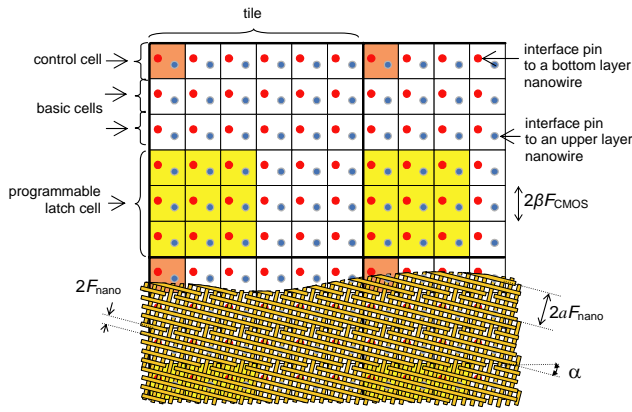 tile
control cell
interface pin
to a bottom layer
nanowire
basic cells
interface pin
to an upper layer
nanowire
programmable
latch cell
2βFCMOS
2Fnano
2aFnano
α